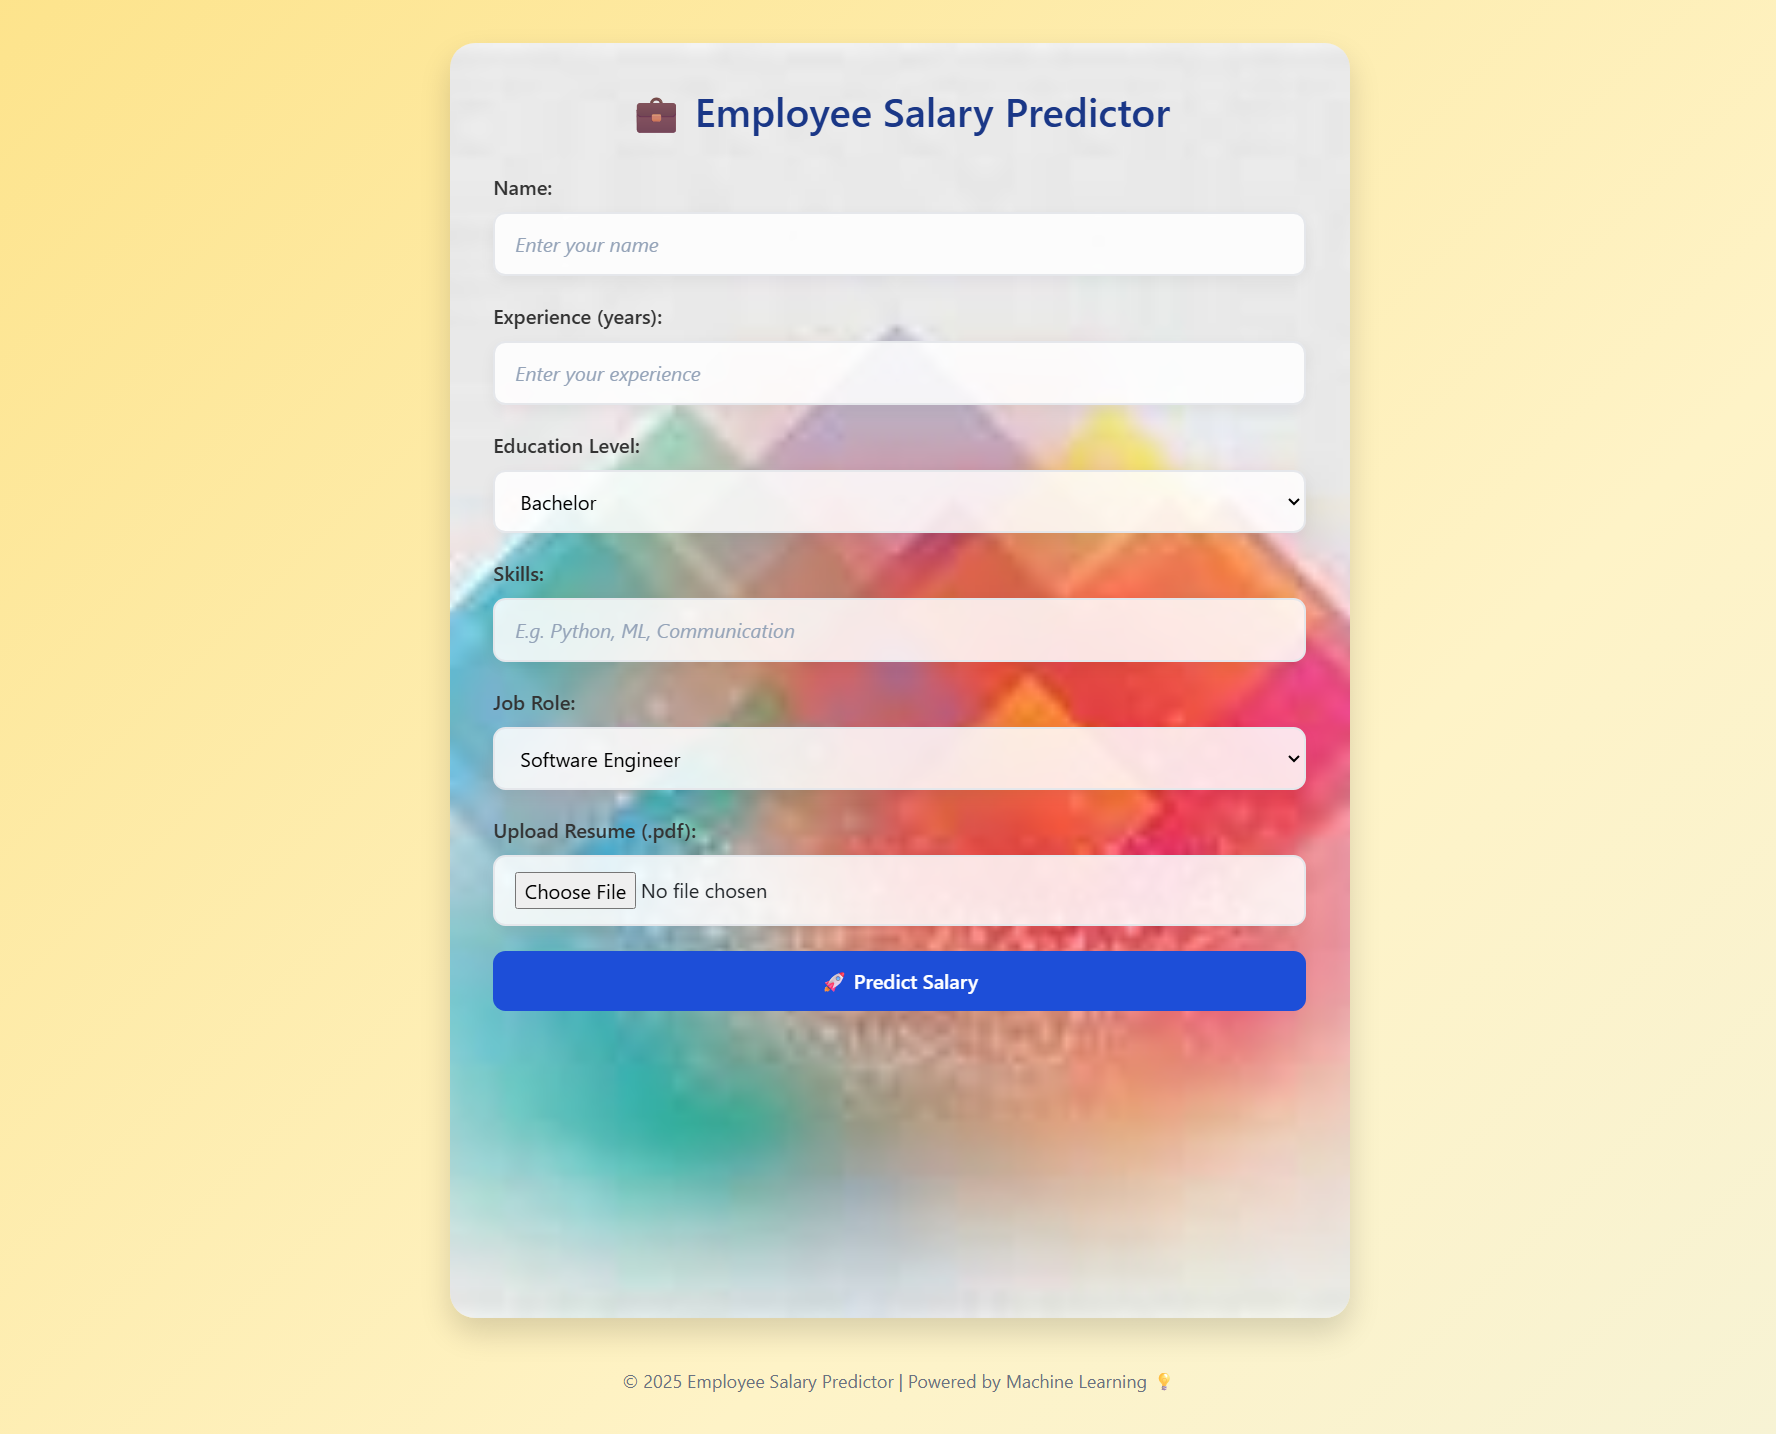 💼 Employee Salary Predictor
Name:
Enter your name
Experience (years):
Enter your experience
Education Level:
Bachelor
Skills:
E.g. Python, ML, Communication
Job Role:
Software Engineer
Upload Resume (.pdf):
Choose File No file chosen
🚀 Predict Salary
© 2025 Employee Salary Predictor | Powered by Machine Learning 💡